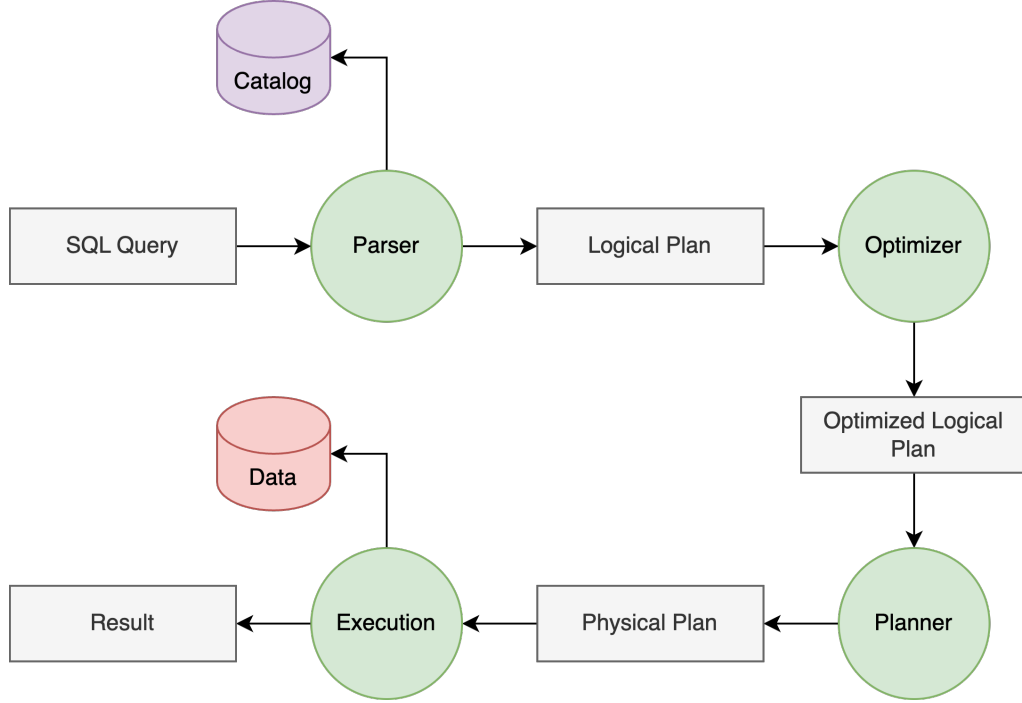 Catalog
SQL Query
Parser
Logical Plan
Optimizer
Optimized Logical
Plan
Data
Result
Execution
Physical Plan
Planner